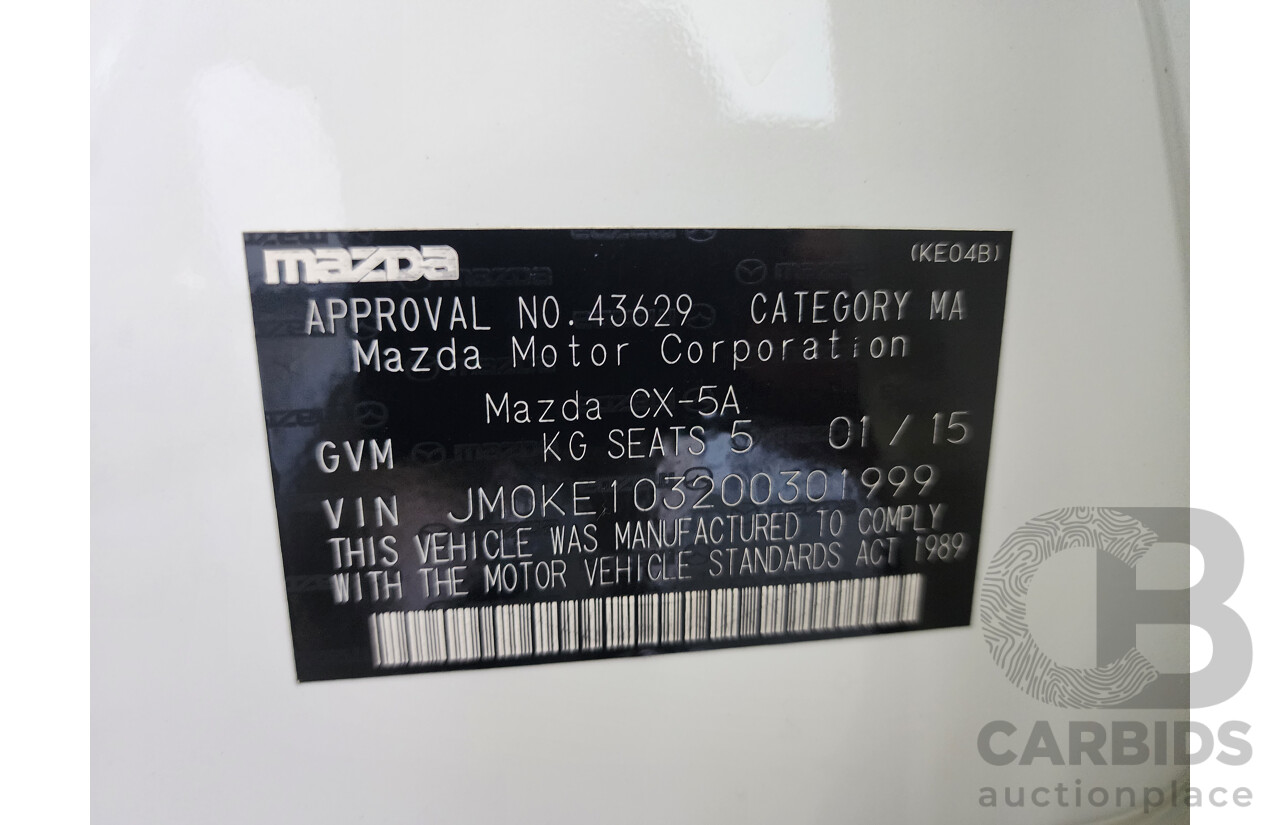 mazda
(KE04B)
APPROVAL NO.43629 CATEGORY MA
Mazda Motor Corporation
Mazda CX-5A
GVM KG SEATS 5 01 / 15
VIN JM0KE103200301999
THIS VEHICLE WAS MANUFACTURED TO COMPLY
WITH THE MOTOR VEHICLE STANDARDS ACT 1989
CB
CARBIDS
auctionplace